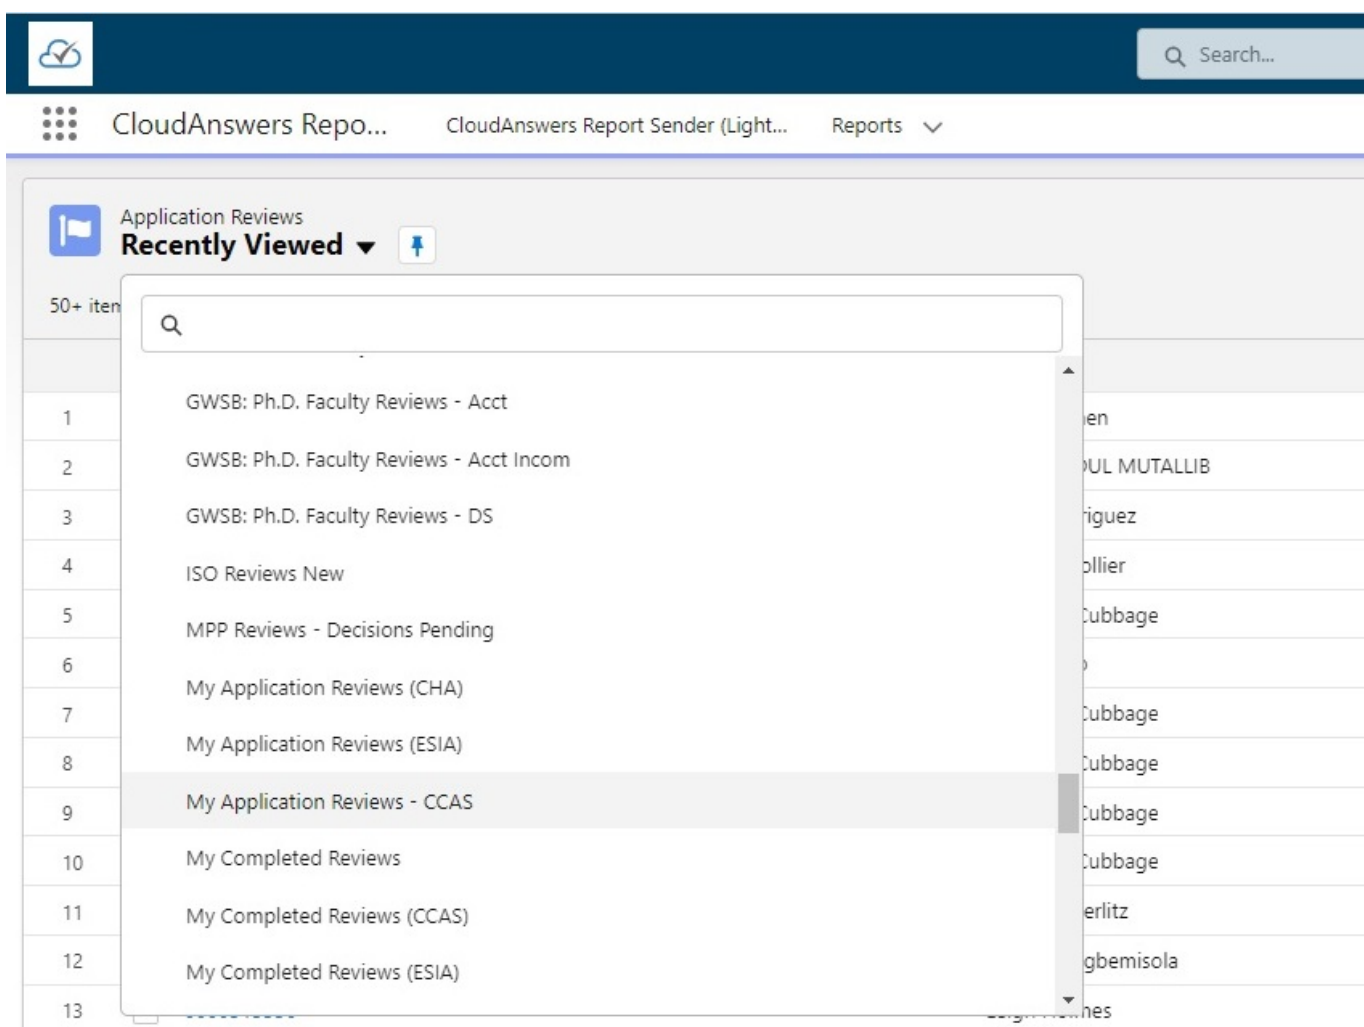 Search...
CloudAnswers Repo... CloudAnswers Report Sender (Light... Reports
Application Reviews
Recently Viewed
50+ item
GWSB: Ph.D. Faculty Reviews - Acct
GWSB: Ph.D. Faculty Reviews - Acct Incom
GWSB: Ph.D. Faculty Reviews - DS
ISO Reviews New
MPP Reviews - Decisions Pending
My Application Reviews (CHA)
My Application Reviews (ESIA)
My Application Reviews - CCAS
My Completed Reviews
My Completed Reviews (CCAS)
My Completed Reviews (ESIA)
1 en
2 UL MUTALLIB
3 riguez
4 ollier
5 Cubbage
6
7 Cubbage
8 Cubbage
9 Cubbage
10 Cubbage
11 erlitz
12 gbemisola
13